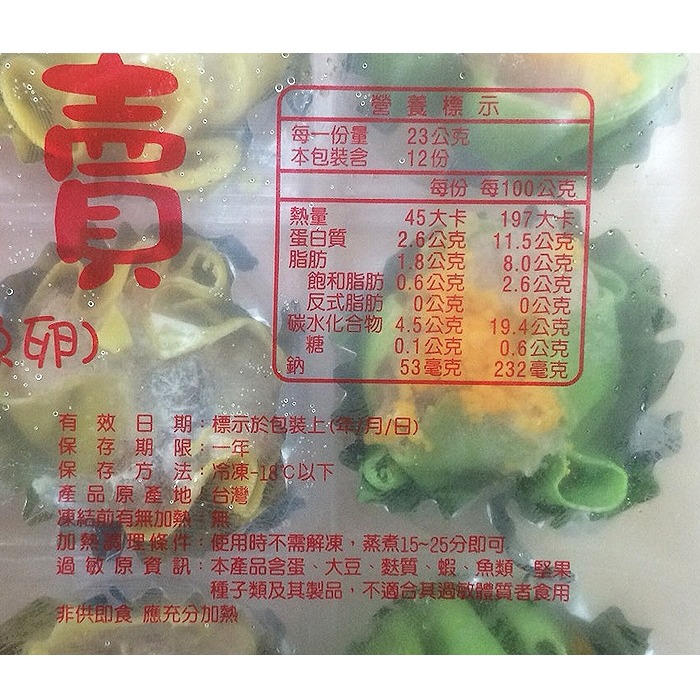 賣
卵)
營養標示
每一份量 23公克
本包裝含 12份
每份 每100公克
熱量 45大卡 197大卡
蛋白質 2.6公克 11.5公克
脂肪 1.8公克 8.0公克
飽和脂肪 0.6公克 2.6公克
反式脂肪 0公克 0公克
碳水化合物 4.5公克 19.4公克
糖 0.1公克 0.6公克
鈉 53毫克 232毫克
有效日期：標示於包裝上(年/月/日)
保存期限：一年
保存方法：冷凍-18℃以下
產品原產地：台灣
凍結前有無加熱：無
加熱調理條件：使用時不需解凍，蒸煮15~25分即可
過敏原資訊：本產品含蛋、大豆、麩質、蝦、魚類、堅果
種子類及其製品，不適合其過敏體質者食用
非供即食 應充分加熱